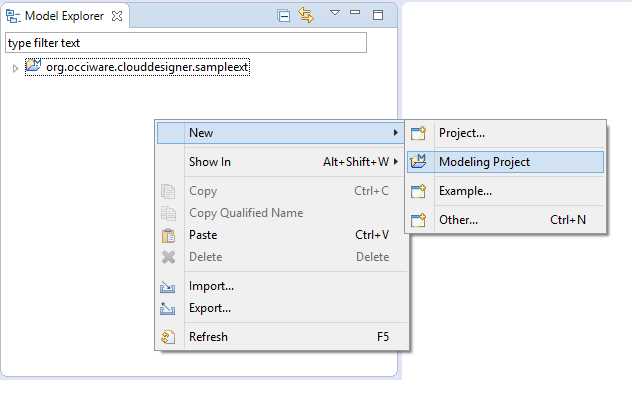 Model Explorer
type filter text
org.occiware.clouddesigner.sampleext
New
Show In Alt+Shift+W
Copy Ctrl+C
Copy Qualified Name
Paste Ctrl+V
Delete Delete
Import...
Export...
Refresh F5
Project...
Modeling Project
Example...
Other... Ctrl+N